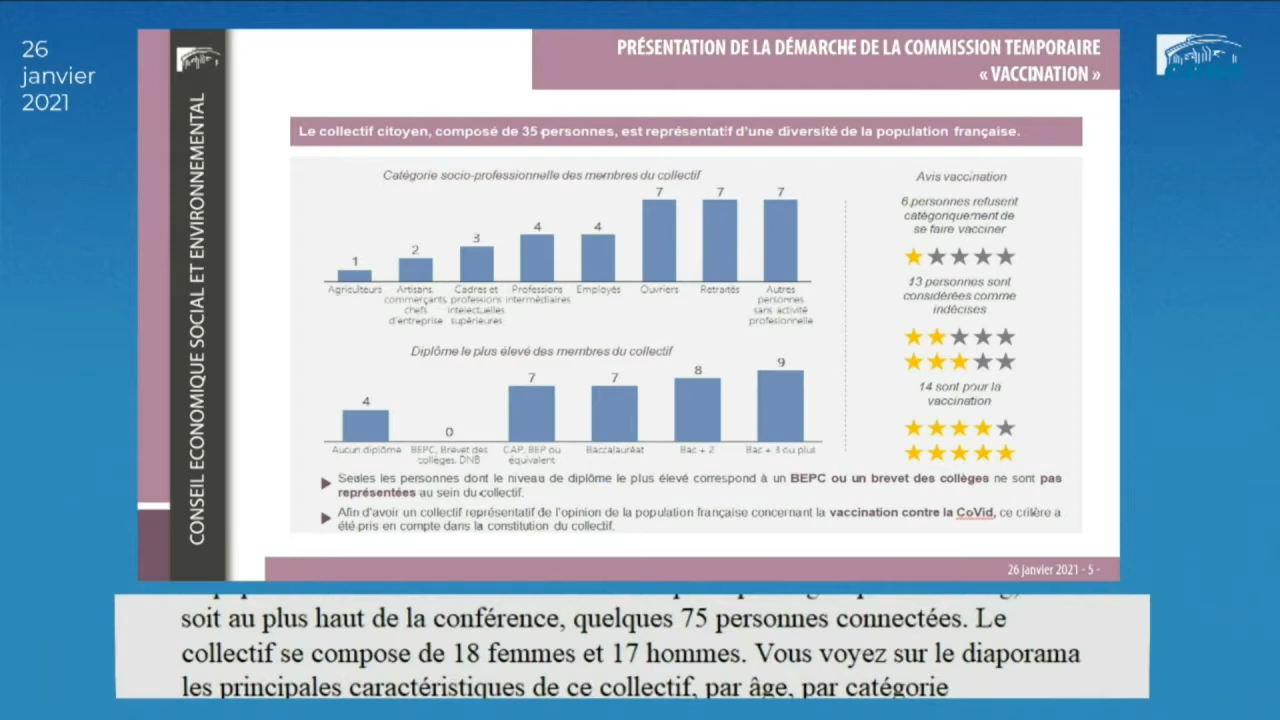 26
janvier
2021
CONSEIL ECONOMIQUE SOCIAL ET ENVIRONNEMENTAL
PRÉSENTATION DE LA DÉMARCHE DE LA COMMISSION TEMPORAIRE
« VACCINATION »
Le collectif citoyen, composé de 35 personnes, est représentatif d'une diversité de la population française.
Catégorie socio-professionnelle des membres du collectif
1
2
3
4
4
7
7
7
Agriculteurs
Artisans, commerçants, chefs d'entreprise
Cadres et professions intelectuelles supérieures
Professions intermédiaires
Employés
Ouvriers
Retraités
Autres personnes sans activité profesionnelle
Diplôme le plus élevé des membres du collectif
4
0
7
7
8
9
Aucun diplôme
BEPC, Brevet des collèges, DNB
CAP, BEP ou équivalent
Baccalauréat
Bac + 2
Bac + 3 ou plus
Avis vaccination
6 personnes refusent
catégoriquement de
se faire vacciner
13 personnes sont
considérées comme
indécises
14 sont pour la
vaccination
Seules les personnes dont le niveau de diplôme le plus élevé correspond à un BEPC ou un brevet des collèges ne sont pas
représentées au sein du collectif.
Afin d'avoir un collectif représentatif de l'opinion de la population française concernant la vaccination contre la CoVid, ce critère a
été pris en compte dans la constitution du collectif.
26 janvier 2021 - 5 -
soit au plus haut de la conférence, quelques 75 personnes connectées. Le
collectif se compose de 18 femmes et 17 hommes. Vous voyez sur le diaporama
les principales caractéristiques de ce collectif, par âge, par catégorie